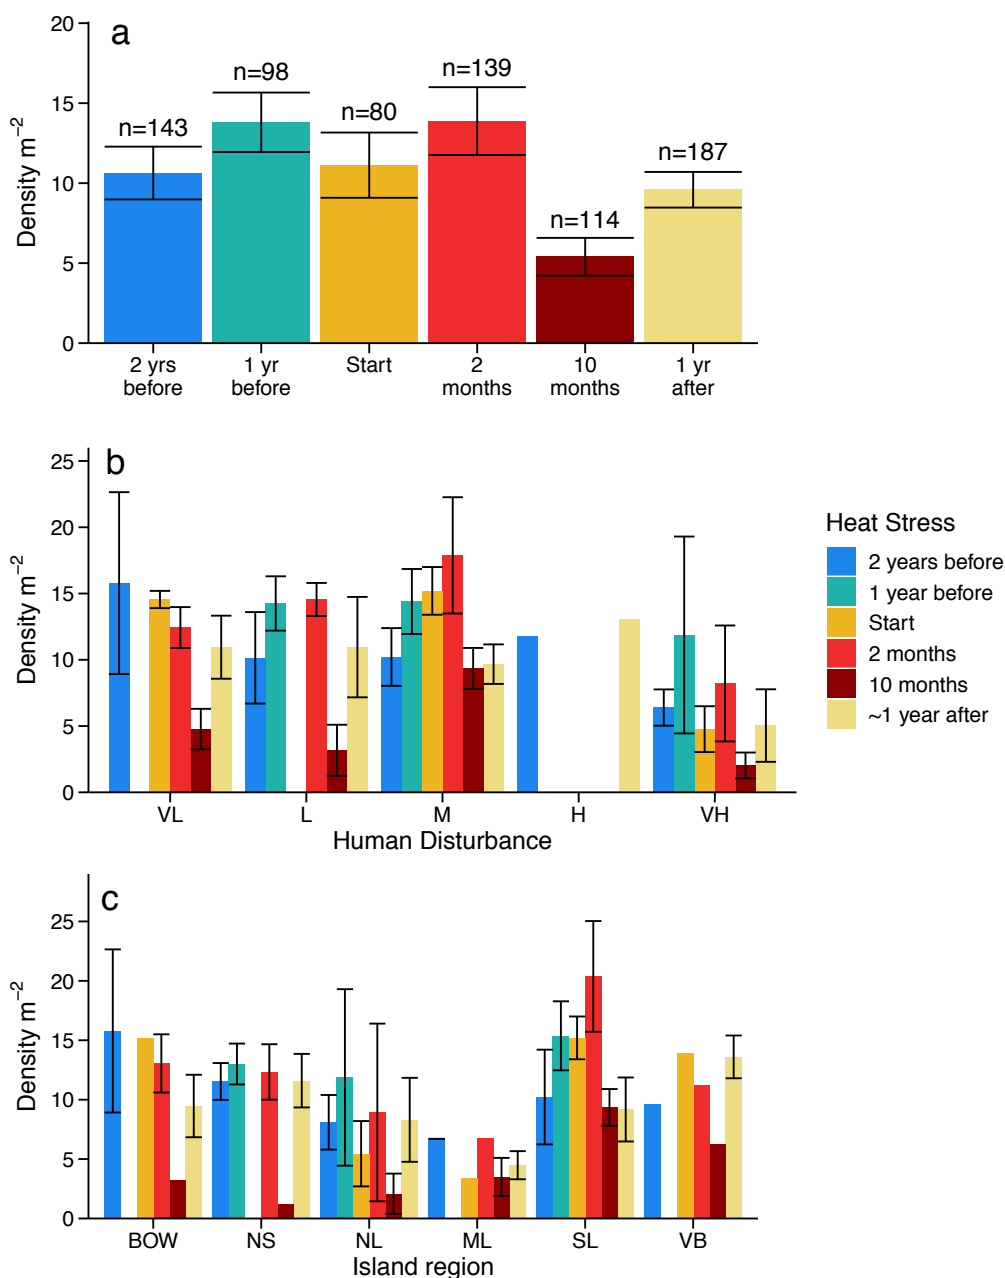 a
20
15
10
5
0
Density m⁻²
n=143
n=98
n=80
n=139
n=114
n=187
2 yrs before
1 yr before
Start
2 months
10 months
1 yr after
b
25
20
15
10
5
0
Density m⁻²
VL
L
M
H
VH
Human Disturbance
Heat Stress
2 years before
1 year before
Start
2 months
10 months
~1 year after
c
25
20
15
10
5
0
Density m⁻²
BOW
NS
NL
ML
SL
VB
Island region